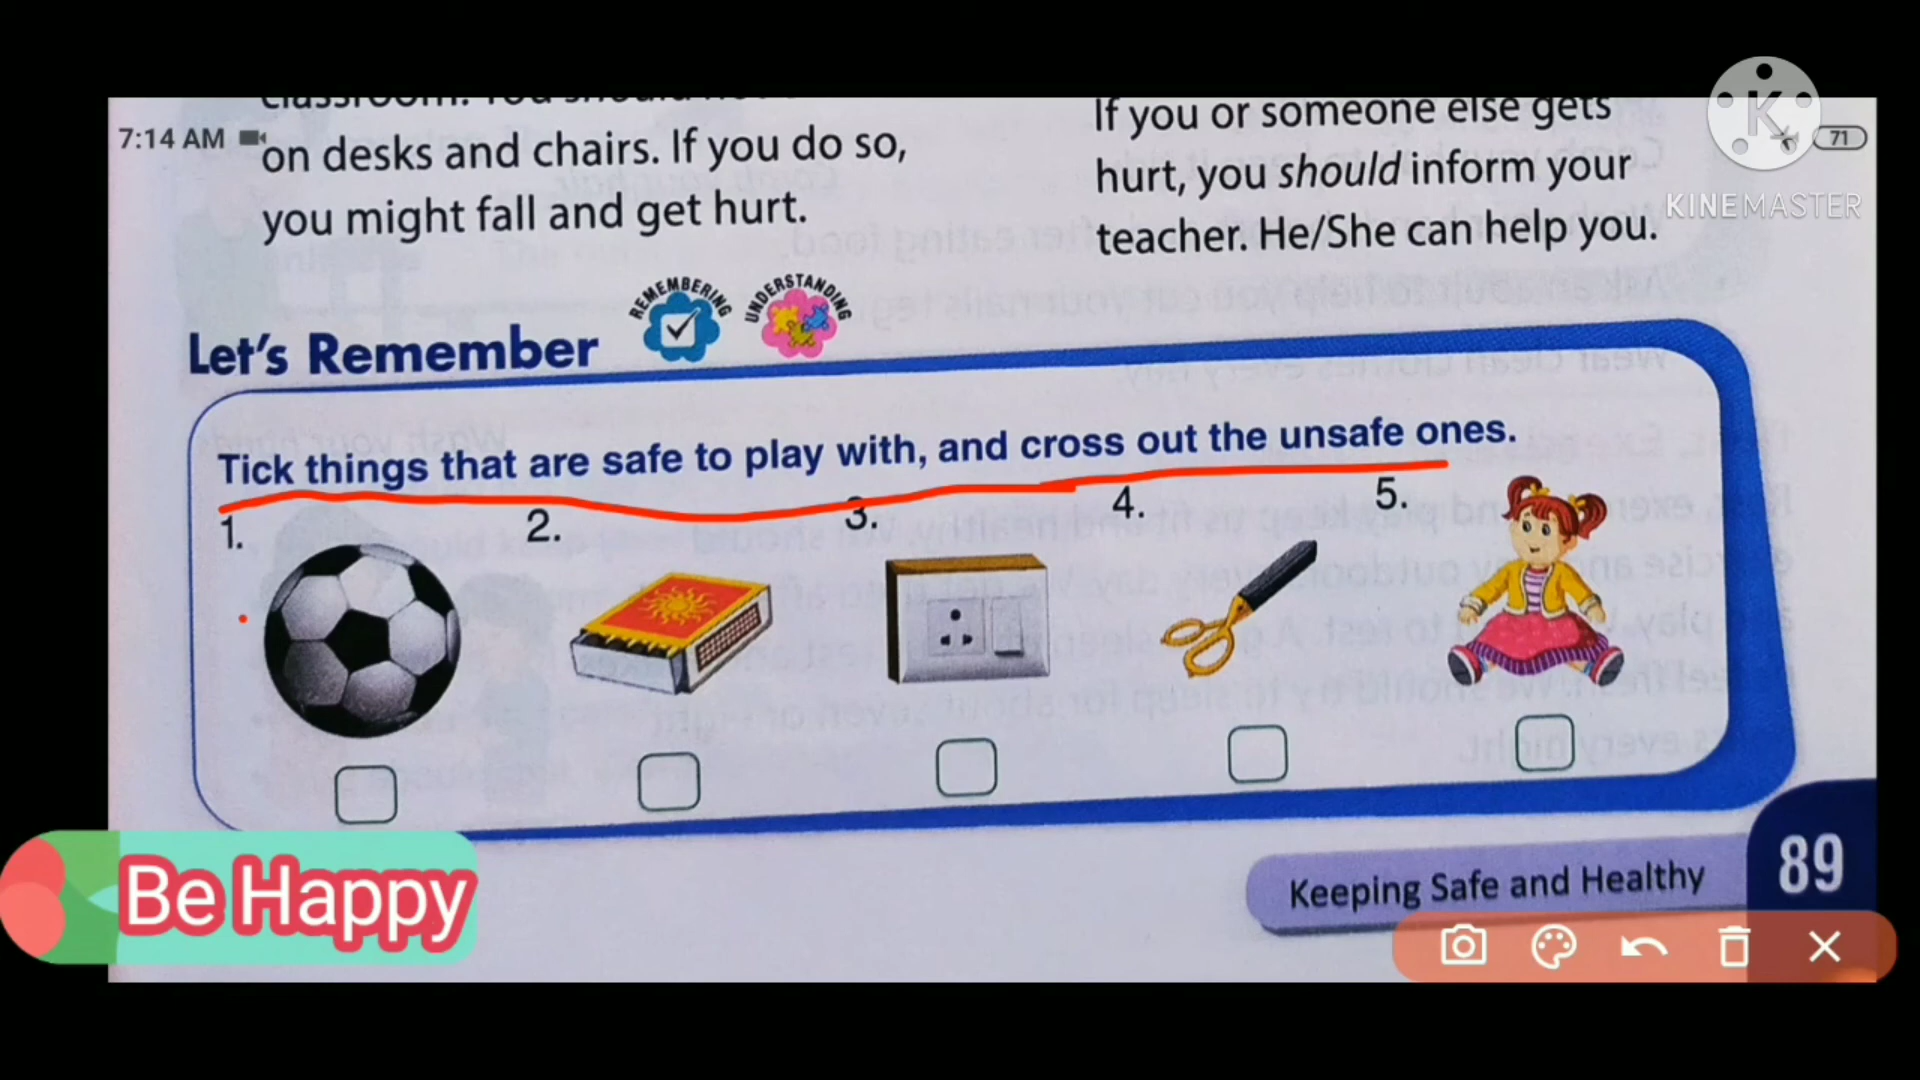 7:14 AM
71
KINEMASTER
on desks and chairs. If you do so,
you might fall and get hurt.
If you or someone else gets
hurt, you should inform your
teacher. He/She can help you.
REMEMBERING
UNDERSTANDING
Let's Remember
Tick things that are safe to play with, and cross out the unsafe ones.
1.
2.
3.
4.
5.
Be Happy
Keeping Safe and Healthy
89